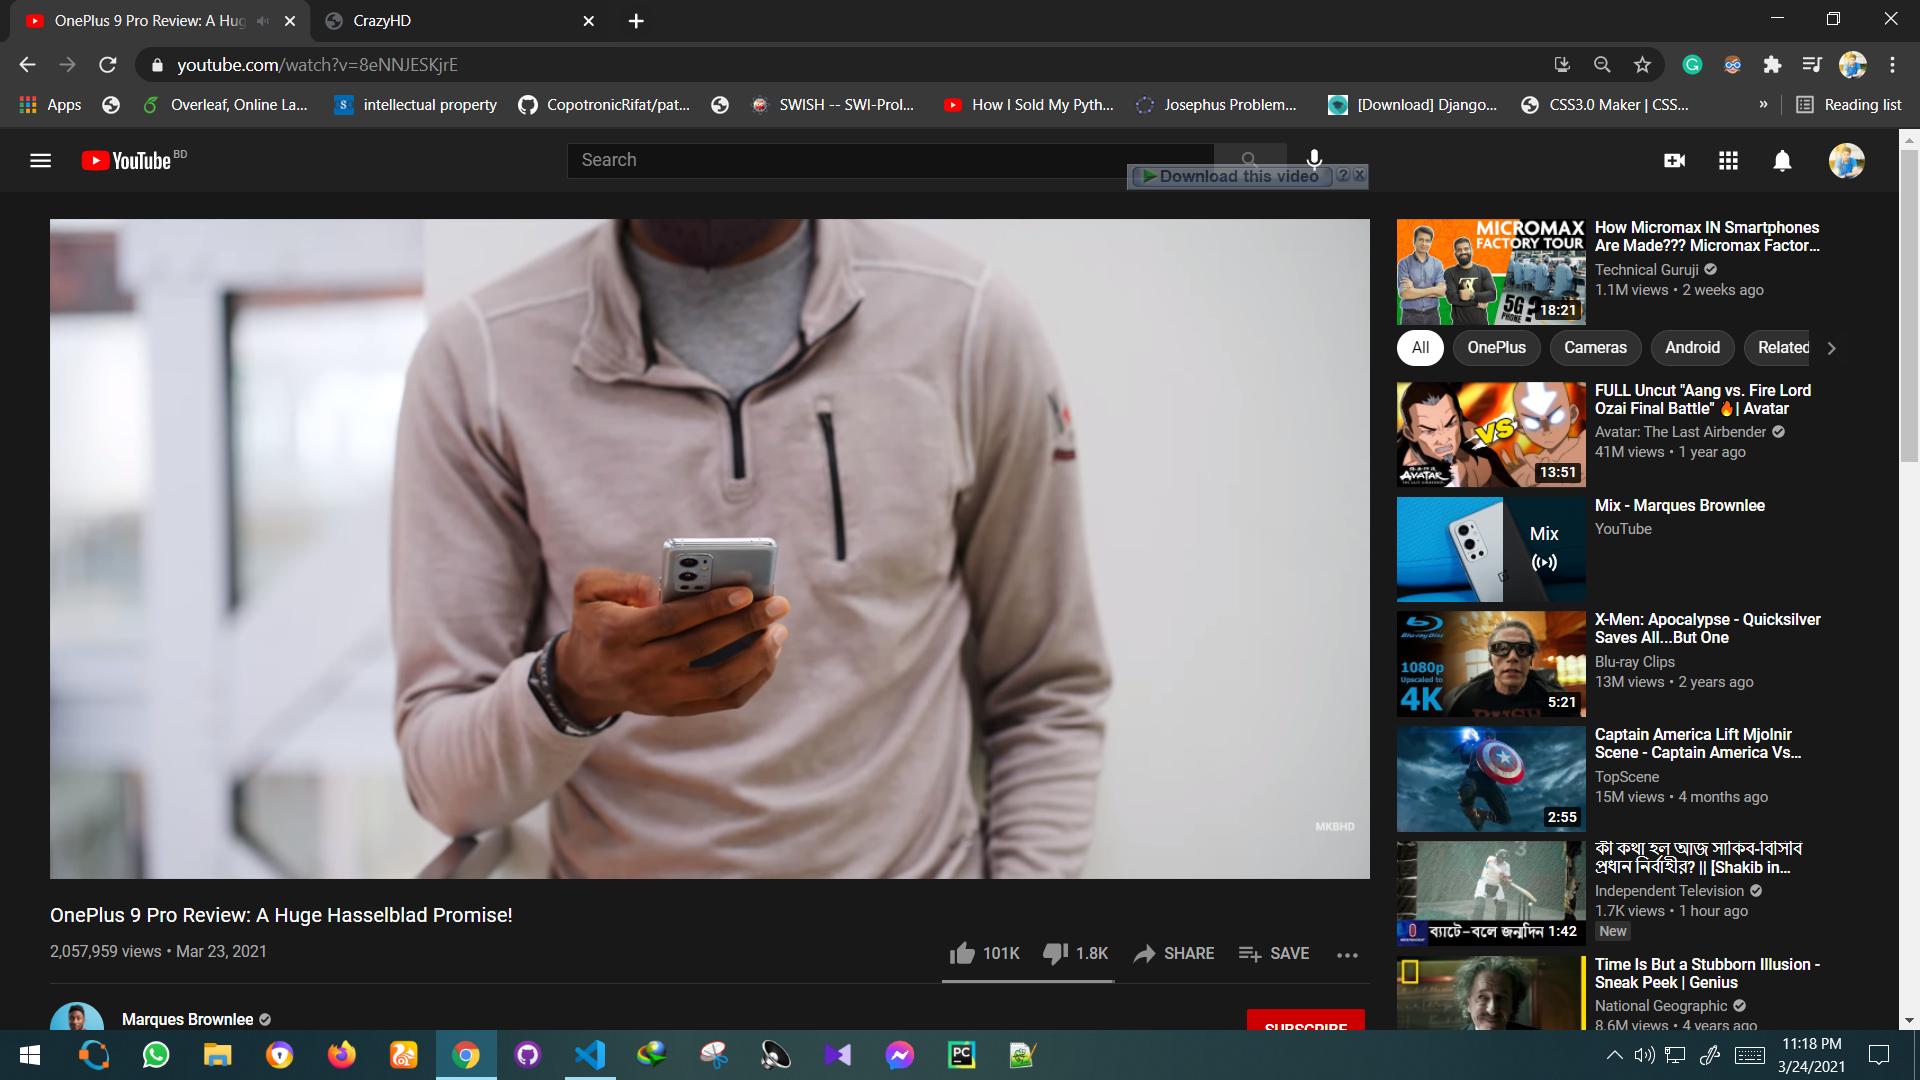 OnePlus 9 Pro Review: A Hug
CrazyHD
youtube.com/watch?v=8eNNJESKjrE
Apps
Overleaf, Online La...
intellectual property
CopotronicRifat/pat...
SWISH -- SWI-Prol...
How I Sold My Pyth...
Josephus Problem...
[Download] Django...
CSS3.0 Maker | CSS...
»
Reading list
YouTube BD
Search
Download this video
MICROMAX
FACTORY TOUR
5G ?
PHONE
18:21
How Micromax IN Smartphones
Are Made??? Micromax Factor...
Technical Guruji
1.1M views • 2 weeks ago
All
OnePlus
Cameras
Android
Related
VS
AVATAR
13:51
FULL Uncut "Aang vs. Fire Lord
Ozai Final Battle" 🔥| Avatar
Avatar: The Last Airbender
41M views • 1 year ago
Mix
Mix - Marques Brownlee
YouTube
Blu-ray Disc
1080p
Upscaled to
4K
5:21
X-Men: Apocalypse - Quicksilver
Saves All...But One
Blu-ray Clips
13M views • 2 years ago
2:55
Captain America Lift Mjolnir
Scene - Captain America Vs...
TopScene
15M views • 4 months ago
ব্যাটে-বলে জন্মদিন 1:42
কী কথা হল আজ সাকিব-বিসিবি
প্রধান নির্বাহীর? || [Shakib in...
Independent Television
1.7K views • 1 hour ago
New
Time Is But a Stubborn Illusion -
Sneak Peek | Genius
National Geographic
8.6M views • 4 years ago
MKBHD
OnePlus 9 Pro Review: A Huge Hasselblad Promise!
2,057,959 views • Mar 23, 2021
101K
1.8K
SHARE
SAVE
Marques Brownlee
SUBSCRIBE
PC
11:18 PM
3/24/2021